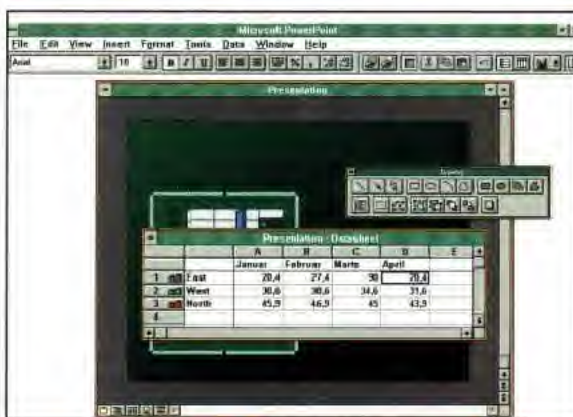 Microsoft PowerPoint
File Edit View Insert Format Tools Data Window Help
Arial 18 B I U
Presentation
Drawing
Presentation - Datasheet
A B C D E
Januar Februar Marts April
1 East 20,4 27,4 90 20,4
2 West 30,6 38,6 34,6 31,6
3 North 45,9 46,9 45 43,9
4